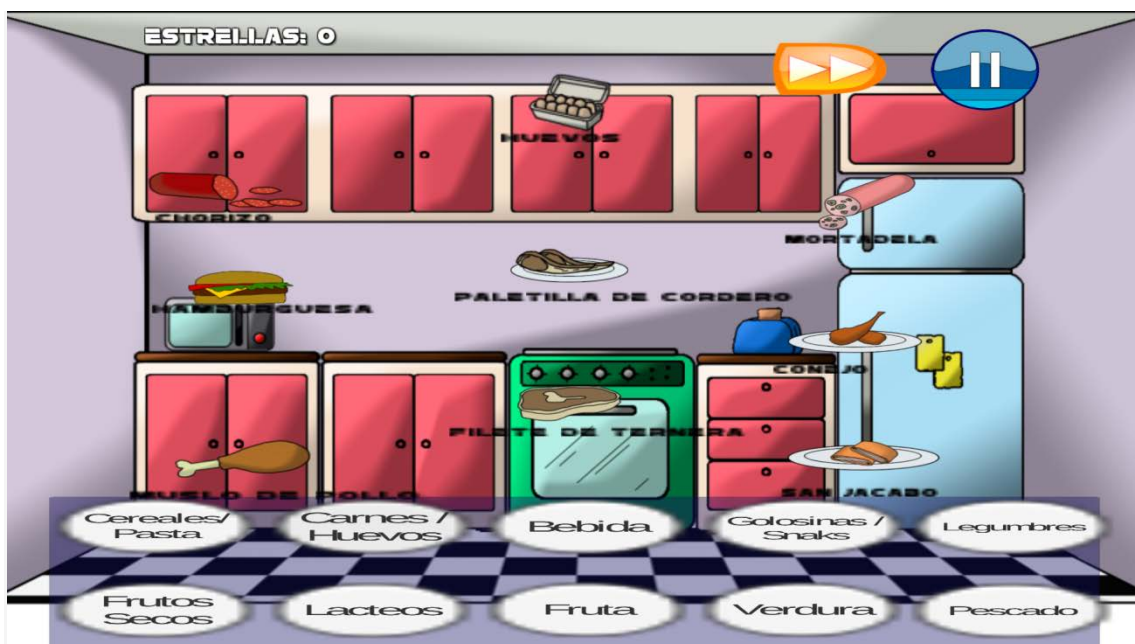 ESTRELLAS: 0
HUEVOS
CHORIZO
MORTADELA
HAMBURGUESA
PALETILLA DE CORDERO
CONEJO
FILETE DE TERNERA
MUSLO DE POLLO
SAN JACABO
Cereales/
Pasta
Carnes /
Huevos
Bebida
Golosinas /
Snaks
Legumbres
Frutos
Secos
Lacteos
Fruta
Verdura
Pescado